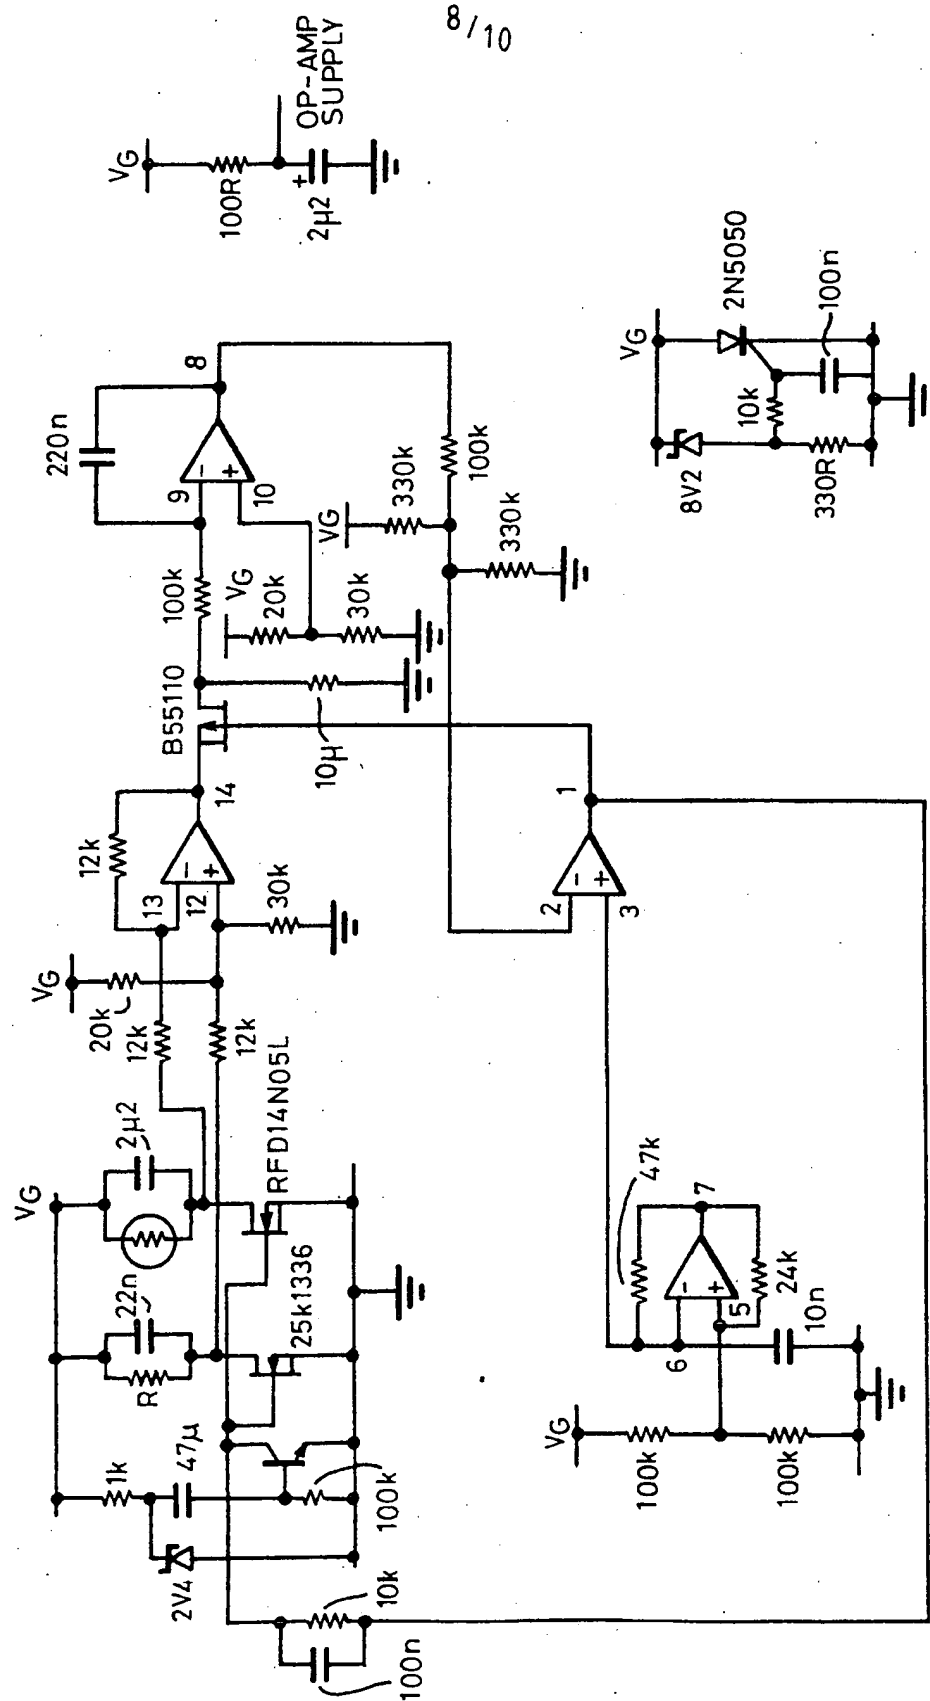 8/10
VG
100R
+
2µ2
OP-AMP
SUPPLY
220n
8
9
10
-
+
100k
VG
20k
30k
VG
330k
100k
330k
B55110
10µ
14
12k
13
12
-
+
30k
VG
20k
12k
12k
VG
2µ2
RFD14N05L
22n
R
25k1336
1k
47µ
2V4
100k
10k
100n
1
2
3
-
+
47k
7
6
5
-
+
24k
10n
VG
100k
100k
VG
2N5050
8V2
10k
100n
330R